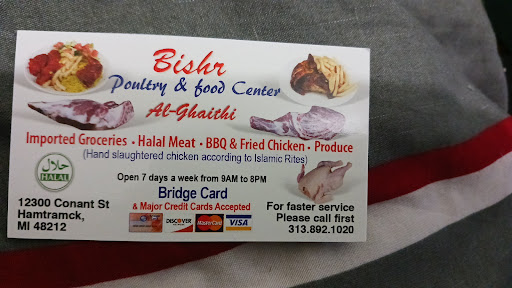 Bishr
Poultry & food Center
Al-Ghaithi
Imported Groceries • Halal Meat • BBQ & Fried Chicken • Produce
(Hand slaughtered chicken according to Islamic Rites)
حلال
HALAL
Open 7 days a week from 9AM to 8PM
Bridge Card
& Major Credit Cards Accepted
DISCOVER
MasterCard
VISA
12300 Conant St
Hamtramck,
MI 48212
For faster service
Please call first
313.892.1020